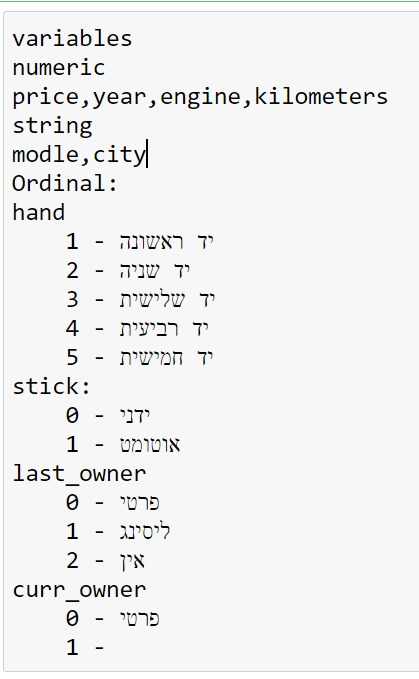 variables
numeric
price,year,engine,kilometers
string
modle,city
Ordinal:
hand
1 - יד ראשונה
2 - יד שניה
3 - יד שלישית
4 - יד רביעית
5 - יד חמישית
stick:
0 - ידני
1 - אוטומט
last_owner
0 - פרטי
1 - ליסינג
2 - אין
curr_owner
0 - פרטי
1 -